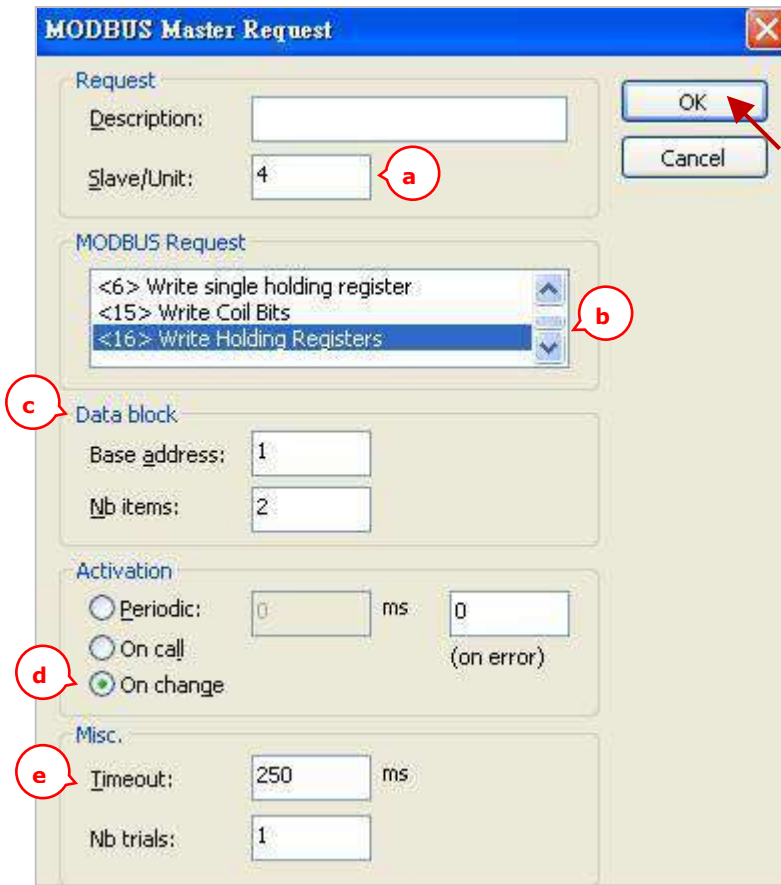 MODBUS Master Request
Request
Description:
OK
Slave/Unit: 4 a
Cancel
MODBUS Request
<6> Write single holding register
<15> Write Coil Bits
<16> Write Holding Registers
b
c Data block
Base address: 1
Nb items: 2
Activation
Periodic: 0 ms 0
On call (on error)
d On change
Misc.
e Timeout: 250 ms
Nb trials: 1